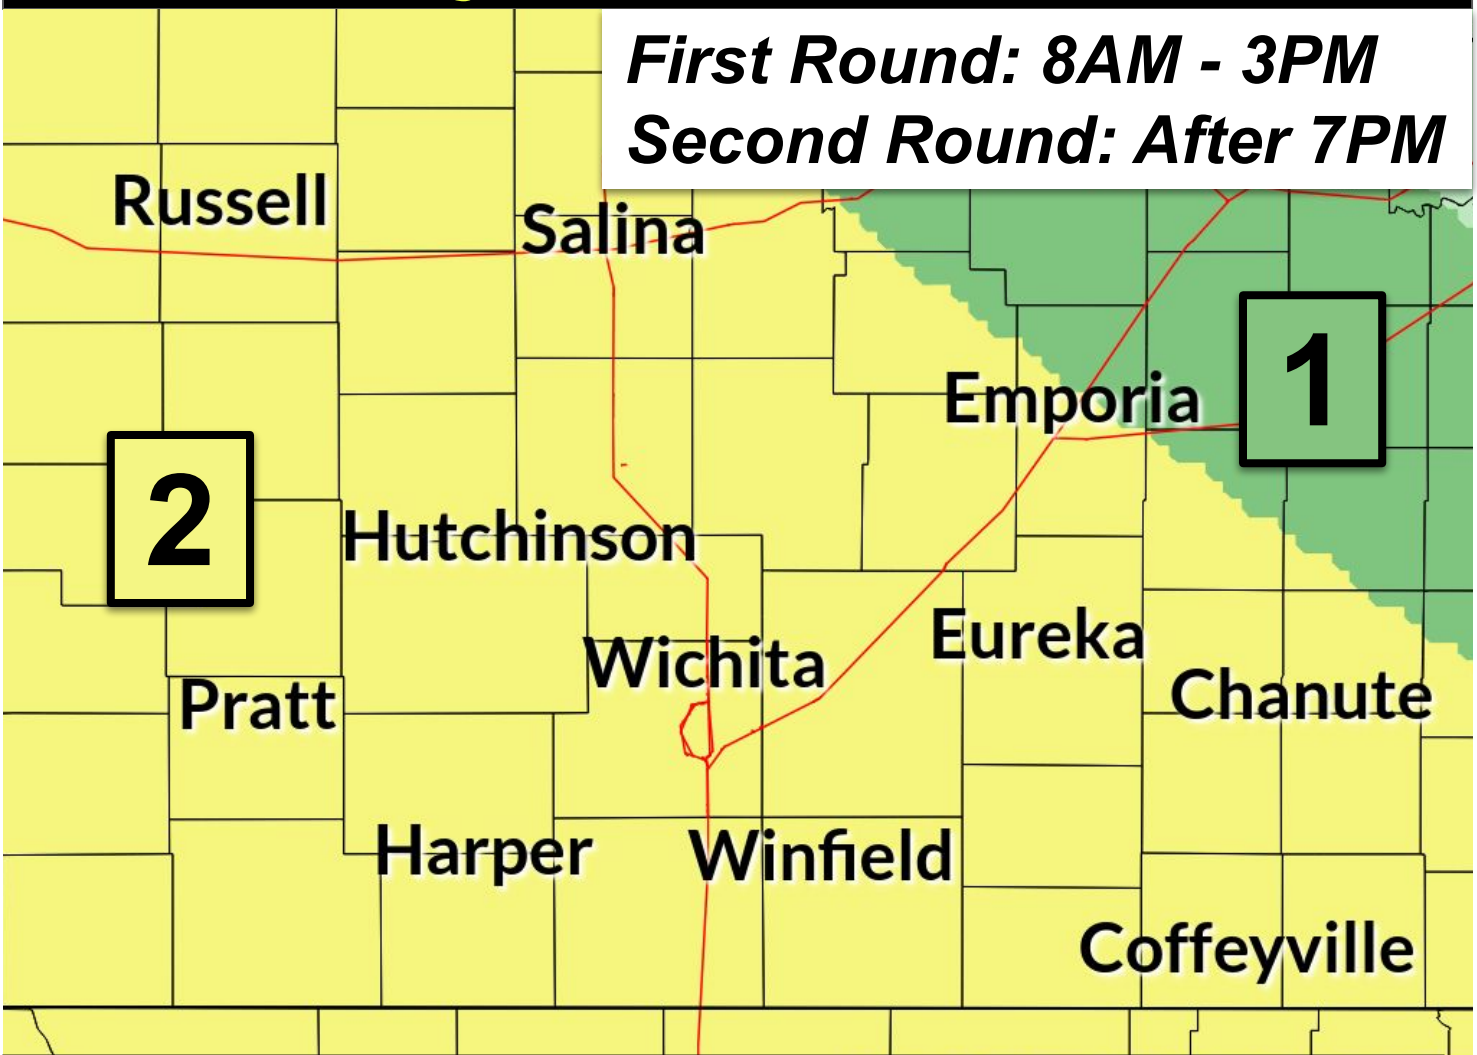 First Round: 8AM - 3PM
Second Round: After 7PM
Russell
Salina
1
Emporia
2
Hutchinson
Eureka
Wichita
Chanute
Pratt
Harper
Winfield
Coffeyville